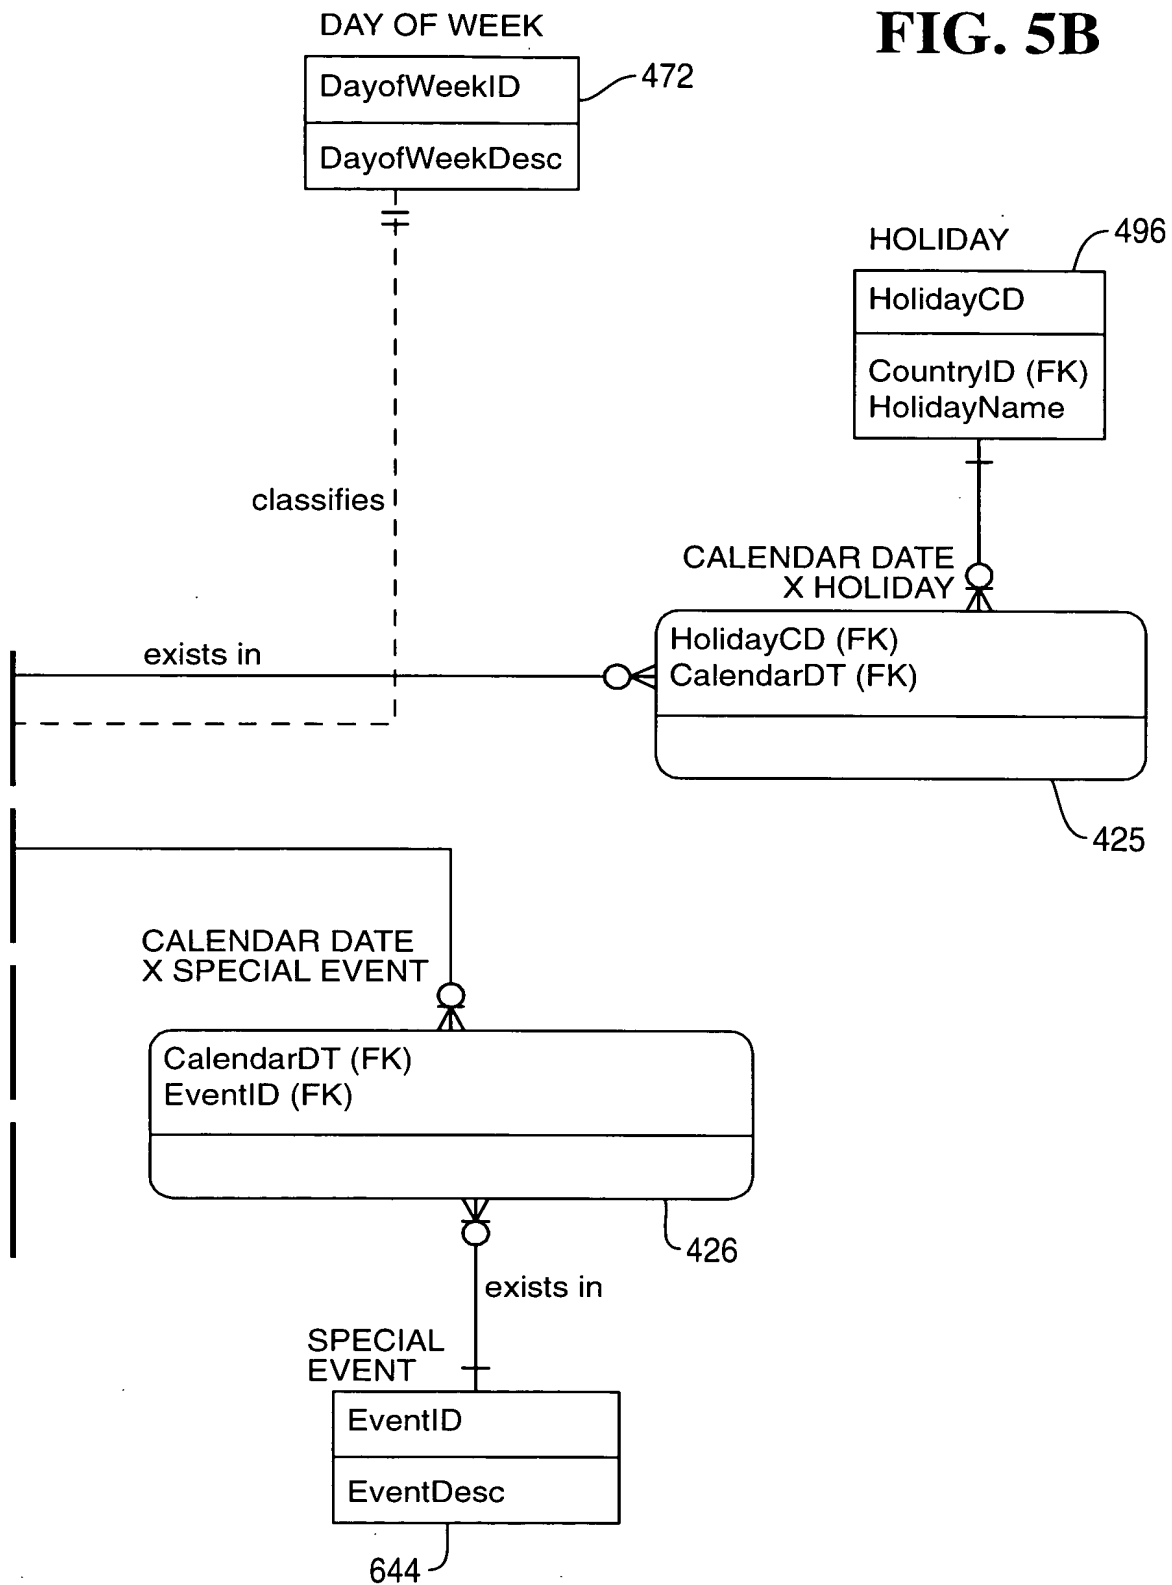 DAY OF WEEK
FIG. 5B
DayofWeekID
472
DayofWeekDesc
HOLIDAY
496
HolidayCD
CountryID (FK)
HolidayName
classifies
CALENDAR DATE
X HOLIDAY
HolidayCD (FK)
CalendarDT (FK)
exists in
425
CALENDAR DATE
X SPECIAL EVENT
CalendarDT (FK)
EventID (FK)
426
exists in
SPECIAL
EVENT
EventID
EventDesc
644